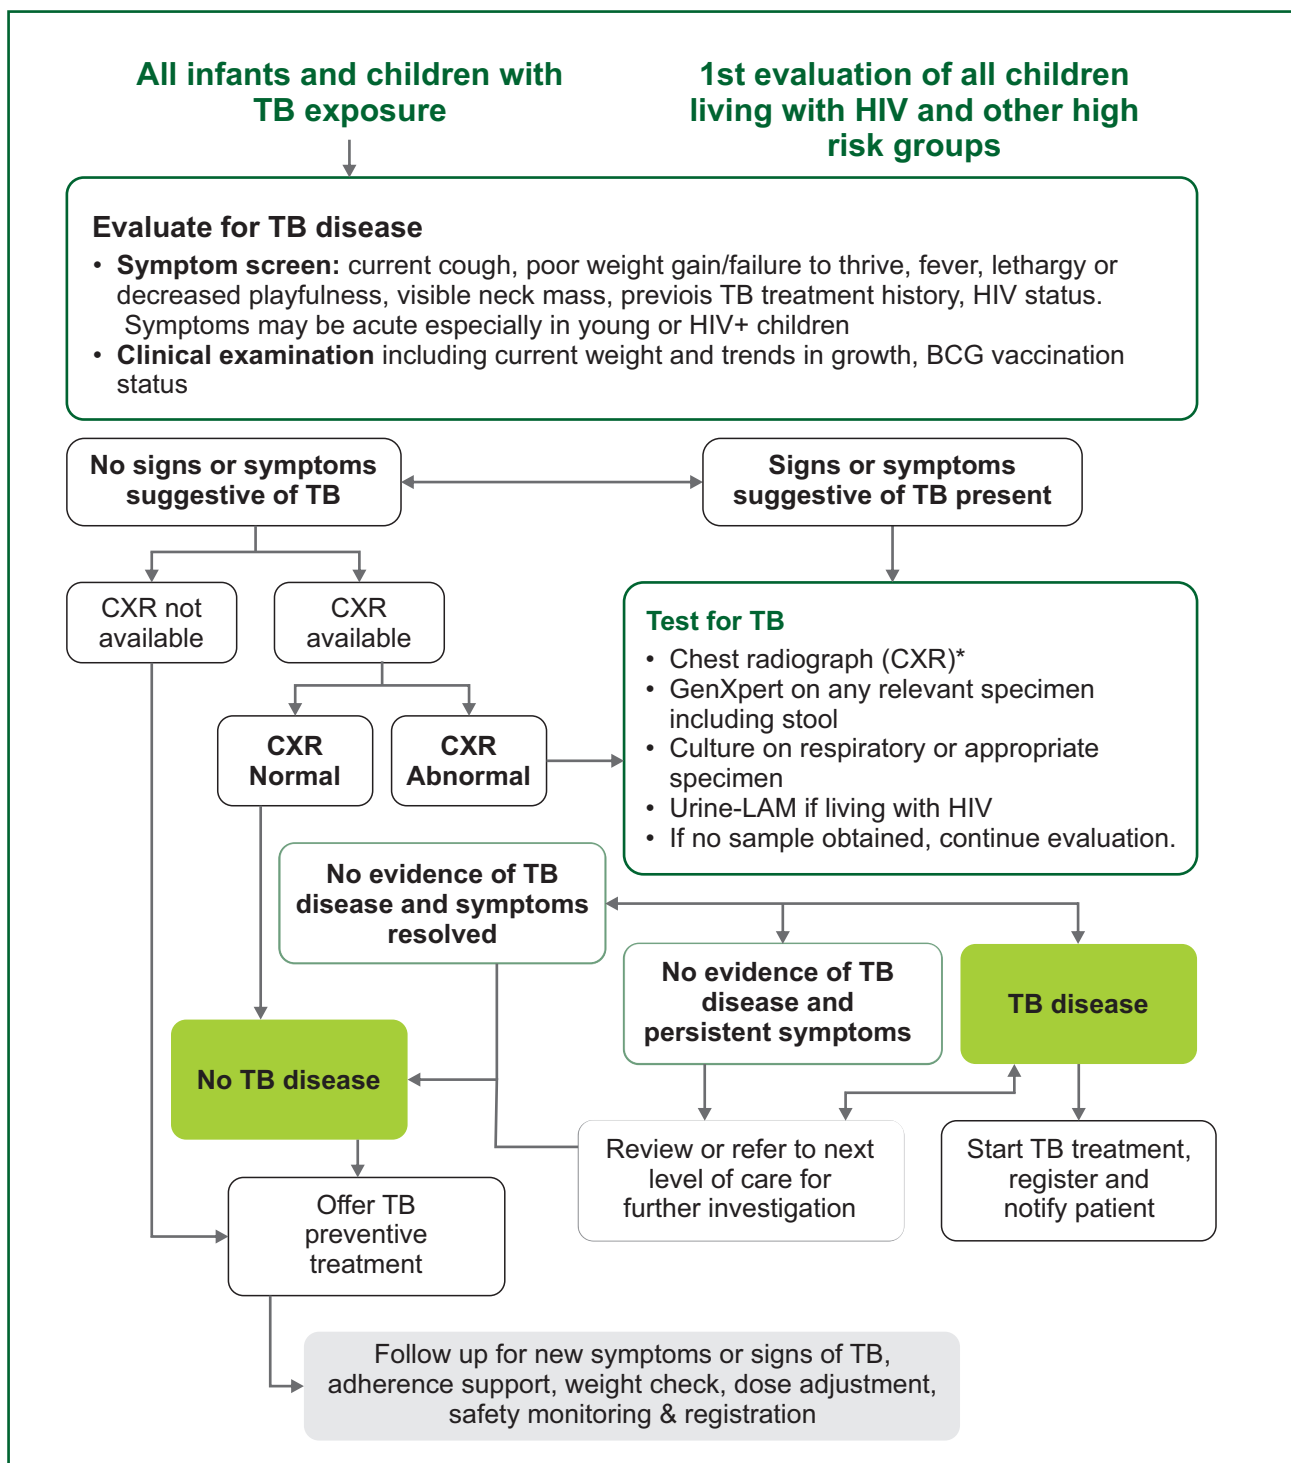 All infants and children with
TB exposure
1st evaluation of all children
living with HIV and other high
risk groups
Evaluate for TB disease
• Symptom screen: current cough, poor weight gain/failure to thrive, fever, lethargy or
decreased playfulness, visible neck mass, previois TB treatment history, HIV status.
Symptoms may be acute especially in young or HIV+ children
• Clinical examination including current weight and trends in growth, BCG vaccination
status
No signs or symptoms
suggestive of TB
Signs or symptoms
suggestive of TB present
CXR not
available
CXR
available
Test for TB
• Chest radiograph (CXR)*
• GenXpert on any relevant specimen
including stool
• Culture on respiratory or appropriate
specimen
• Urine-LAM if living with HIV
• If no sample obtained, continue evaluation.
CXR
Normal
CXR
Abnormal
No evidence of TB
disease and symptoms
resolved
No evidence of TB
disease and
persistent symptoms
TB disease
No TB disease
Review or refer to next
level of care for
further investigation
Start TB treatment,
register and
notify patient
Offer TB
preventive
treatment
Follow up for new symptoms or signs of TB,
adherence support, weight check, dose adjustment,
safety monitoring & registration